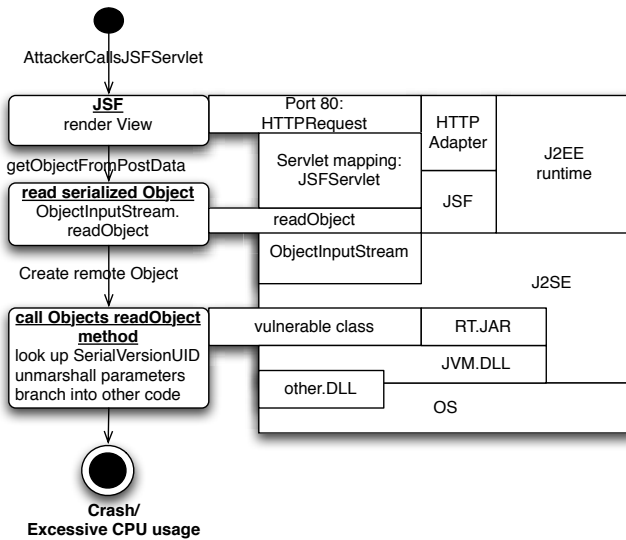 AttackerCallsJSFServlet
JSF
render View
getObjectFromPostData
read serialized Object
ObjectInputStream.
readObject
Create remote Object
call Objects readObject
method
look up SerialVersionUID
unmarshall parameters
branch into other code
Crash/
Excessive CPU usage
Port 80:
HTTPRequest
Servlet mapping:
JSFServlet
readObject
ObjectInputStream
vulnerable class
other.DLL
HTTP
Adapter
JSF
RT.JAR
JVM.DLL
OS
J2EE
runtime
J2SE